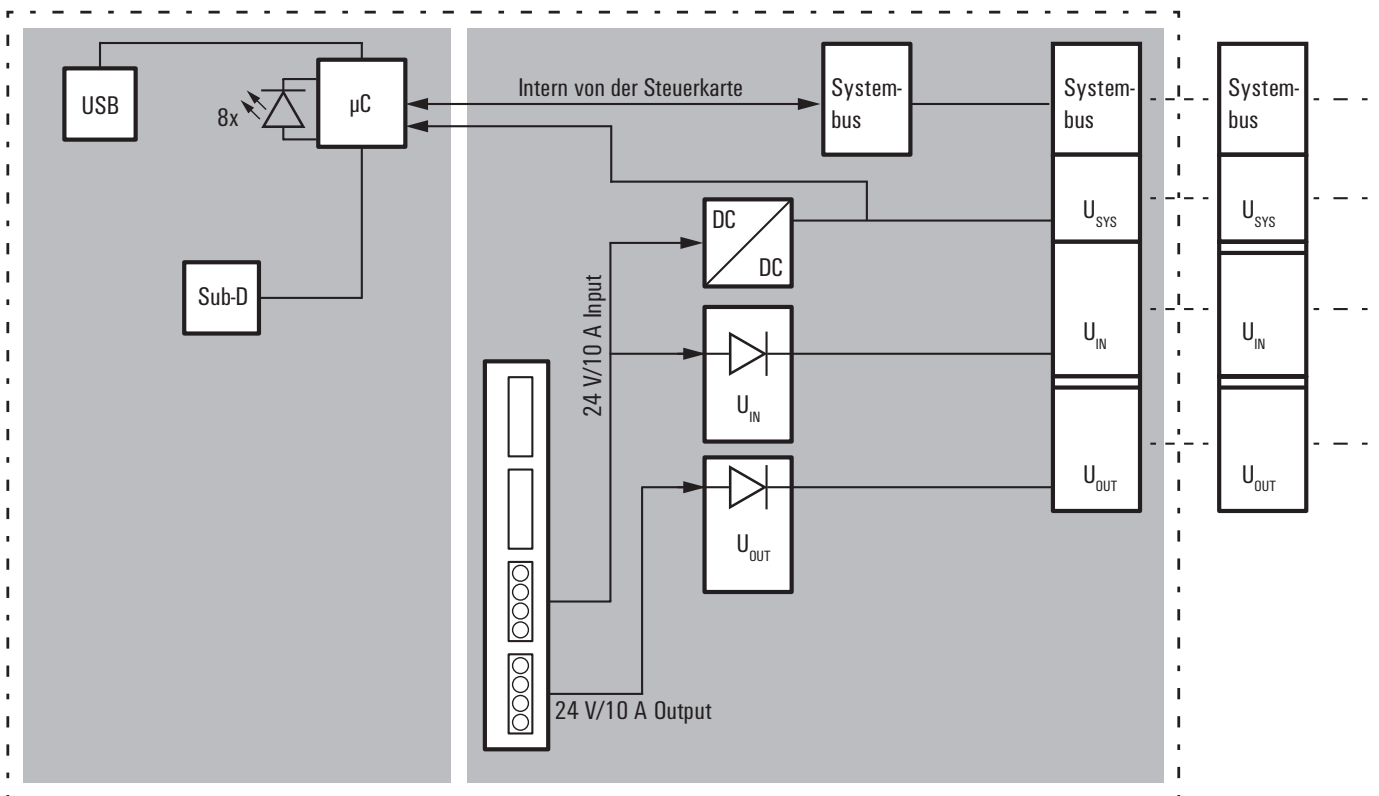 USB
8x
µC
Intern von der Steuerkarte
System-
bus
System-
bus
System-
bus
Sub-D
DC
DC
U_SYS
U_SYS
24 V/10 A Input
U_IN
U_IN
U_IN
U_OUT
U_OUT
U_OUT
24 V/10 A Output